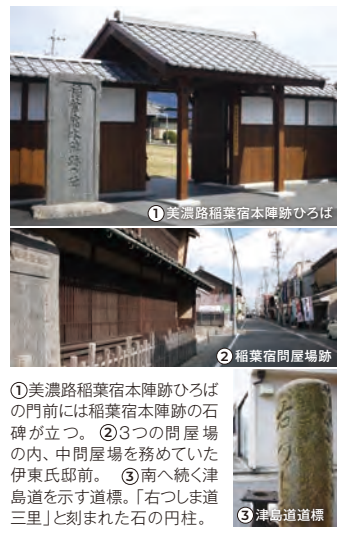 稲葉宿本陣跡
①美濃路稲葉宿本陣跡ひろば
②稲葉宿問屋場跡
①美濃路稲葉宿本陣跡ひろば
の門前には稲葉宿本陣跡の石
碑が立つ。②3つの問屋場
の内、中問屋場を務めていた
伊東氏邸前。③南へ続く津
島道を示す道標。「右つしま道
三里」と刻まれた石の円柱。
右つ
③津島道道標